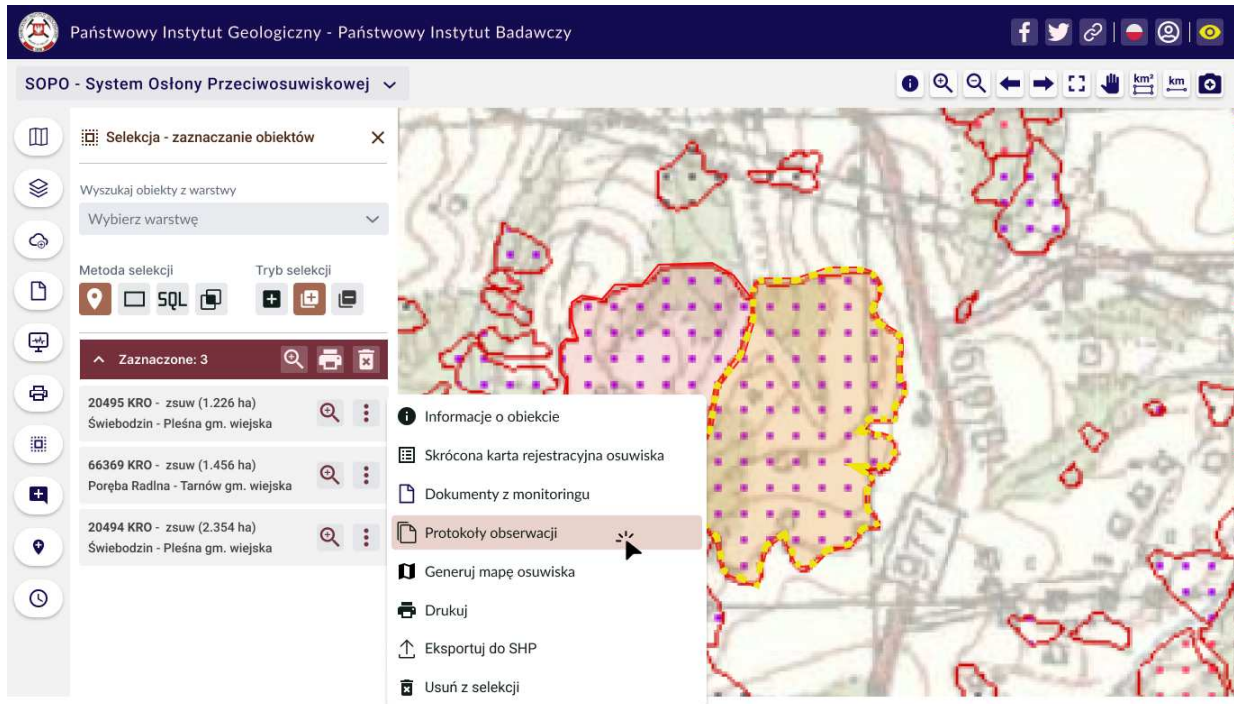 Państwowy Instytut Geologiczny - Państwowy Instytut Badawczy
SOPO - System Osłony Przeciwosuwiskowej
km²
km
Selekcja - zaznaczanie obiektów
Wyszukaj obiekty z warstwy
Wybierz warstwę
Metoda selekcji
Tryb selekcji
SQL
Zaznaczone: 3
20495 KRO - zsuw (1.226 ha)
Świebodzin - Pleśna gm. wiejska
66369 KRO - zsuw (1.456 ha)
Poręba Radlna - Tarnów gm. wiejska
20494 KRO - zsuw (2.354 ha)
Świebodzin - Pleśna gm. wiejska
Informacje o obiekcie
Skrócona karta rejestracyjna osuwiska
Dokumenty z monitoringu
Protokoły obserwacji
Generuj mapę osuwiska
Drukuj
Eksportuj do SHP
Usuń z selekcji
977